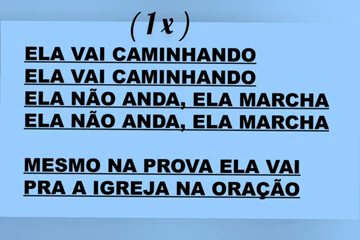 (1x)
ELA VAI CAMINHANDO
ELA VAI CAMINHANDO
ELA NÃO ANDA, ELA MARCHA
ELA NÃO ANDA, ELA MARCHA
MESMO NA PROVA ELA VAI
PRA A IGREJA NA ORAÇÃO